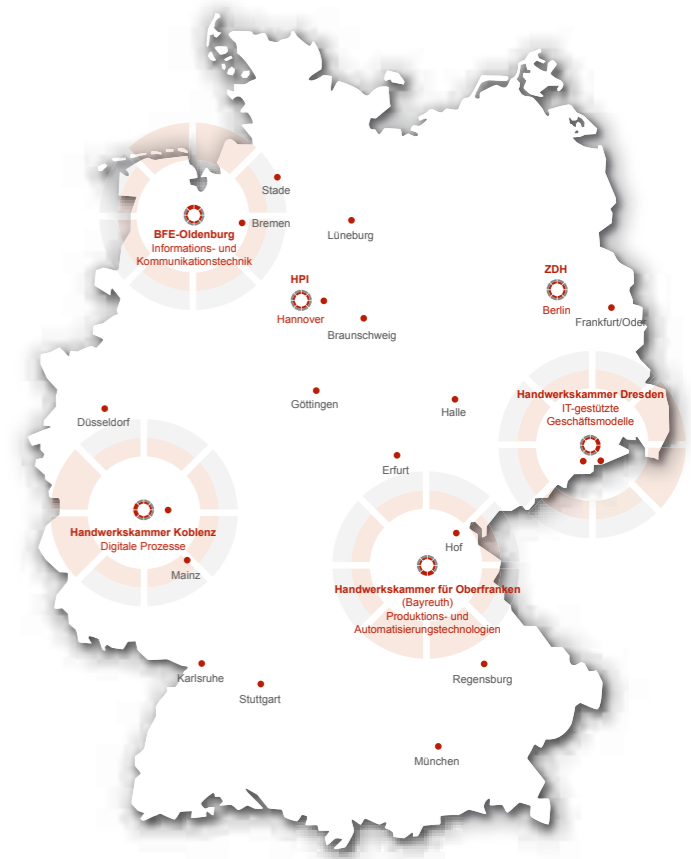 Stade
Bremen
BFE-Oldenburg
Informations- und
Kommunikationstechnik
Lüneburg
HPI
Hannover
ZDH
Berlin
Frankfurt/Oder
Braunschweig
Göttingen
Handwerkskammer Dresden
IT-gestützte
Geschäftsmodelle
Düsseldorf
Halle
Erfurt
Handwerkskammer Koblenz
Digitale Prozesse
Mainz
Hof
Handwerkskammer für Oberfranken
(Bayreuth)
Produktions- und
Automatisierungstechnologien
Karlsruhe
Stuttgart
Regensburg
München